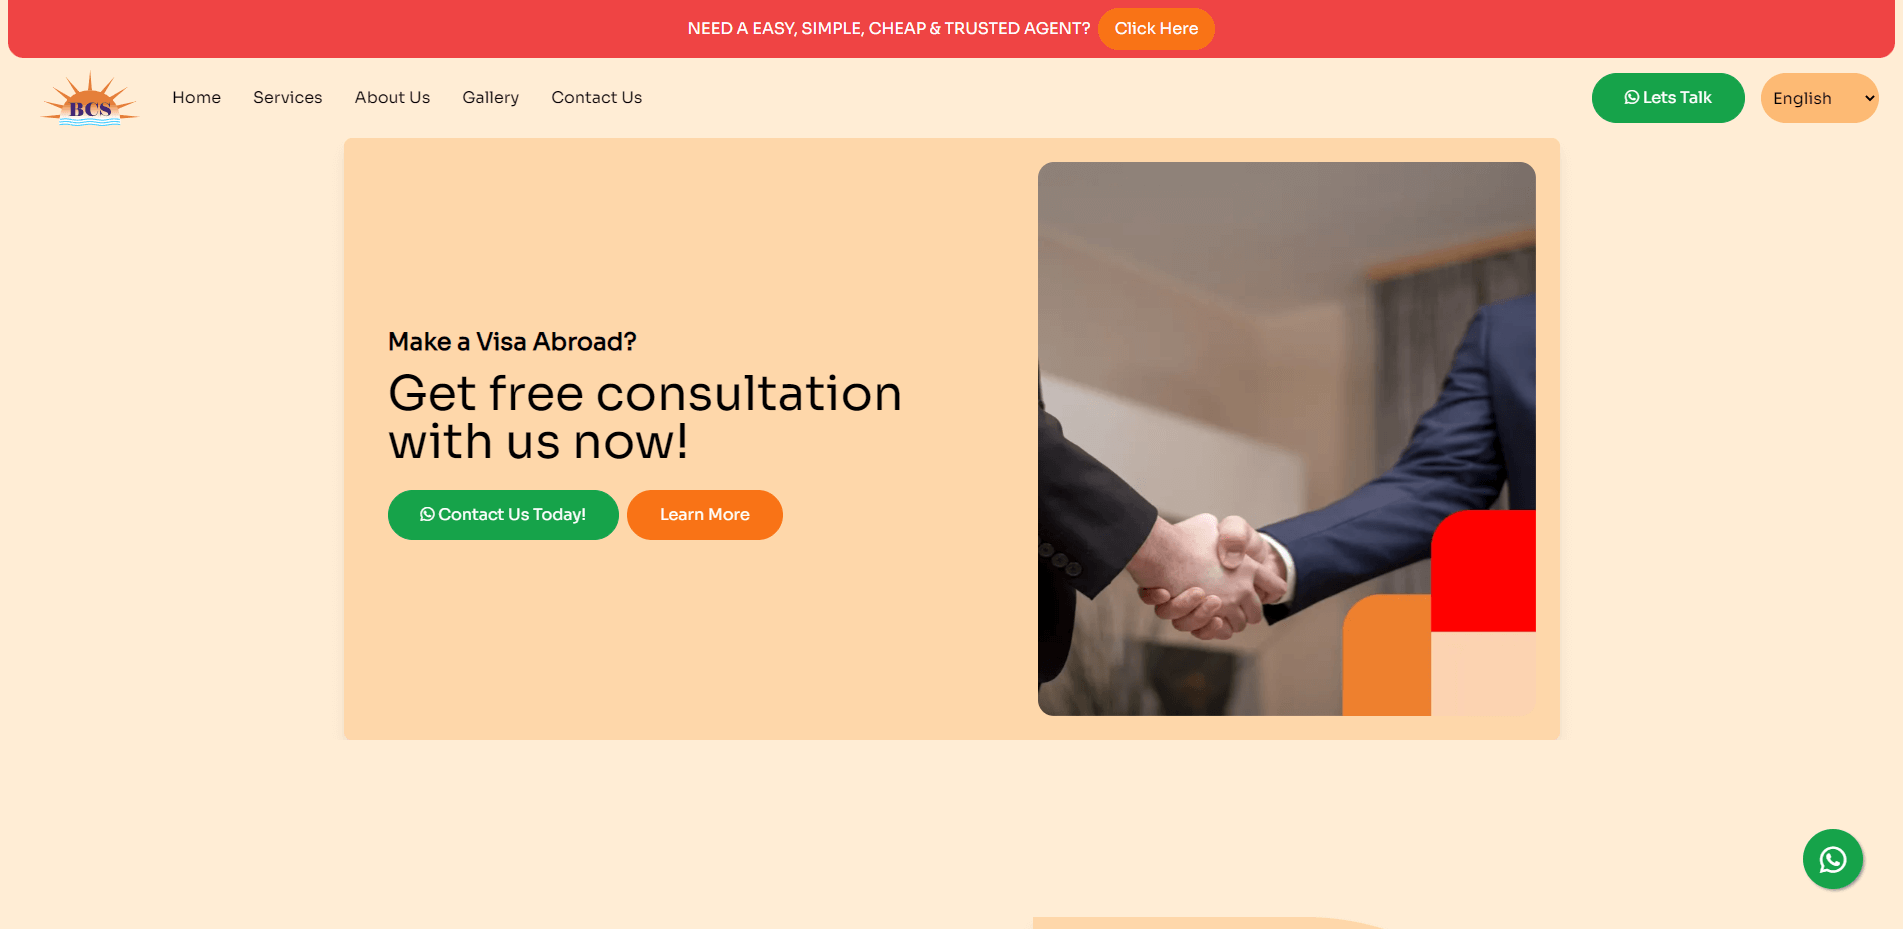 NEED A EASY, SIMPLE, CHEAP & TRUSTED AGENT? Click Here
BCS
Home Services About Us Gallery Contact Us Lets Talk English
Make a Visa Abroad?
Get free consultation
with us now!
Contact Us Today! Learn More